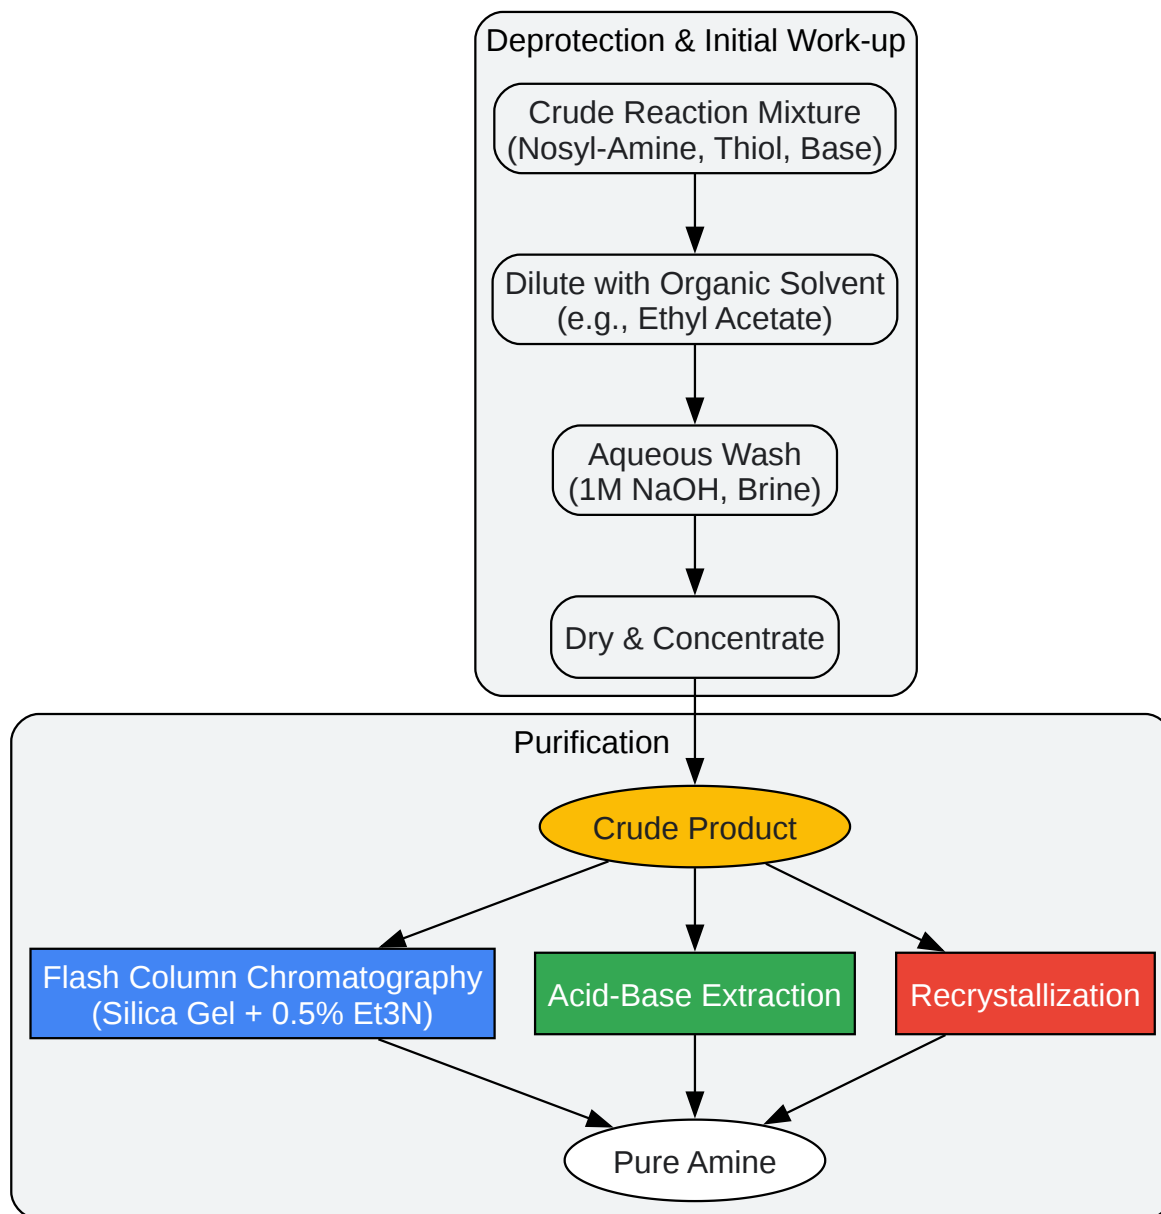 Deprotection & Initial Work-up
Crude Reaction Mixture
(Nosyl-Amine, Thiol, Base)
Dilute with Organic Solvent
(e.g., Ethyl Acetate)
Aqueous Wash
(1M NaOH, Brine)
Dry & Concentrate
Purification
Crude Product
Flash Column Chromatography
(Silica Gel + 0.5% Et3N)
Acid-Base Extraction
Recrystallization
Pure Amine